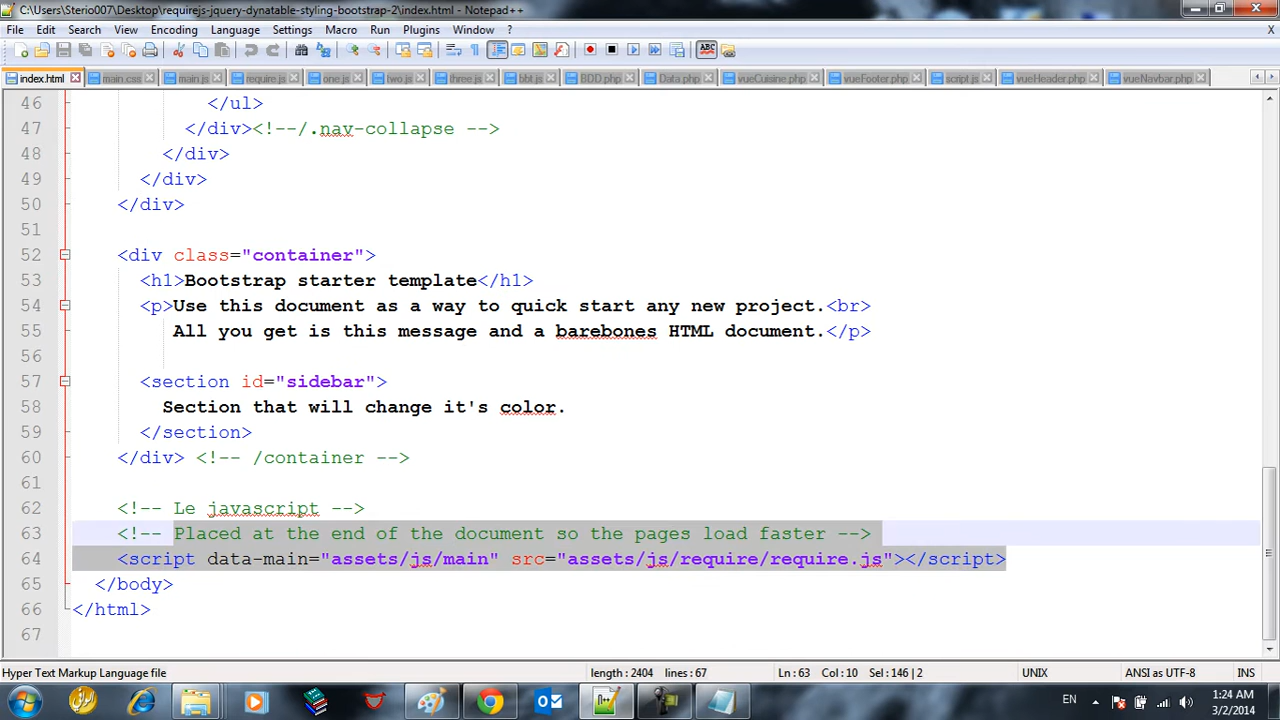 C:\Users\Sterio007\Desktop\requirejs-jquery-dynatable-styling-bootstrap-2\index.html - Notepad++
File Edit Search View Encoding Language Settings Macro Run Plugins Window ? X
index.html main.css main.js require.js one.js two.js three.js bbt.js BDD.php Data.php vueCuisine.php vueFooter.php script.js vueHeader.php vueNavbar.php
46 </ul>
47 </div><!--/.nav-collapse -->
48 </div>
49 </div>
50 </div>
51
52 <div class="container">
53 <h1>Bootstrap starter template</h1>
54 <p>Use this document as a way to quick start any new project.<br>
55 All you get is this message and a barebones HTML document.</p>
56
57 <section id="sidebar">
58 Section that will change it's color.
59 </section>
60 </div> <!-- /container -->
61
62 <!-- Le javascript -->
63 <!-- Placed at the end of the document so the pages load faster -->
64 <script data-main="assets/js/main" src="assets/js/require/require.js"></script>
65 </body>
66 </html>
67
Hyper Text Markup Language file length : 2404 lines : 67 Ln : 63 Col : 10 Sel : 146 | 2 UNIX ANSI as UTF-8 INS
EN 1:24 AM
3/2/2014